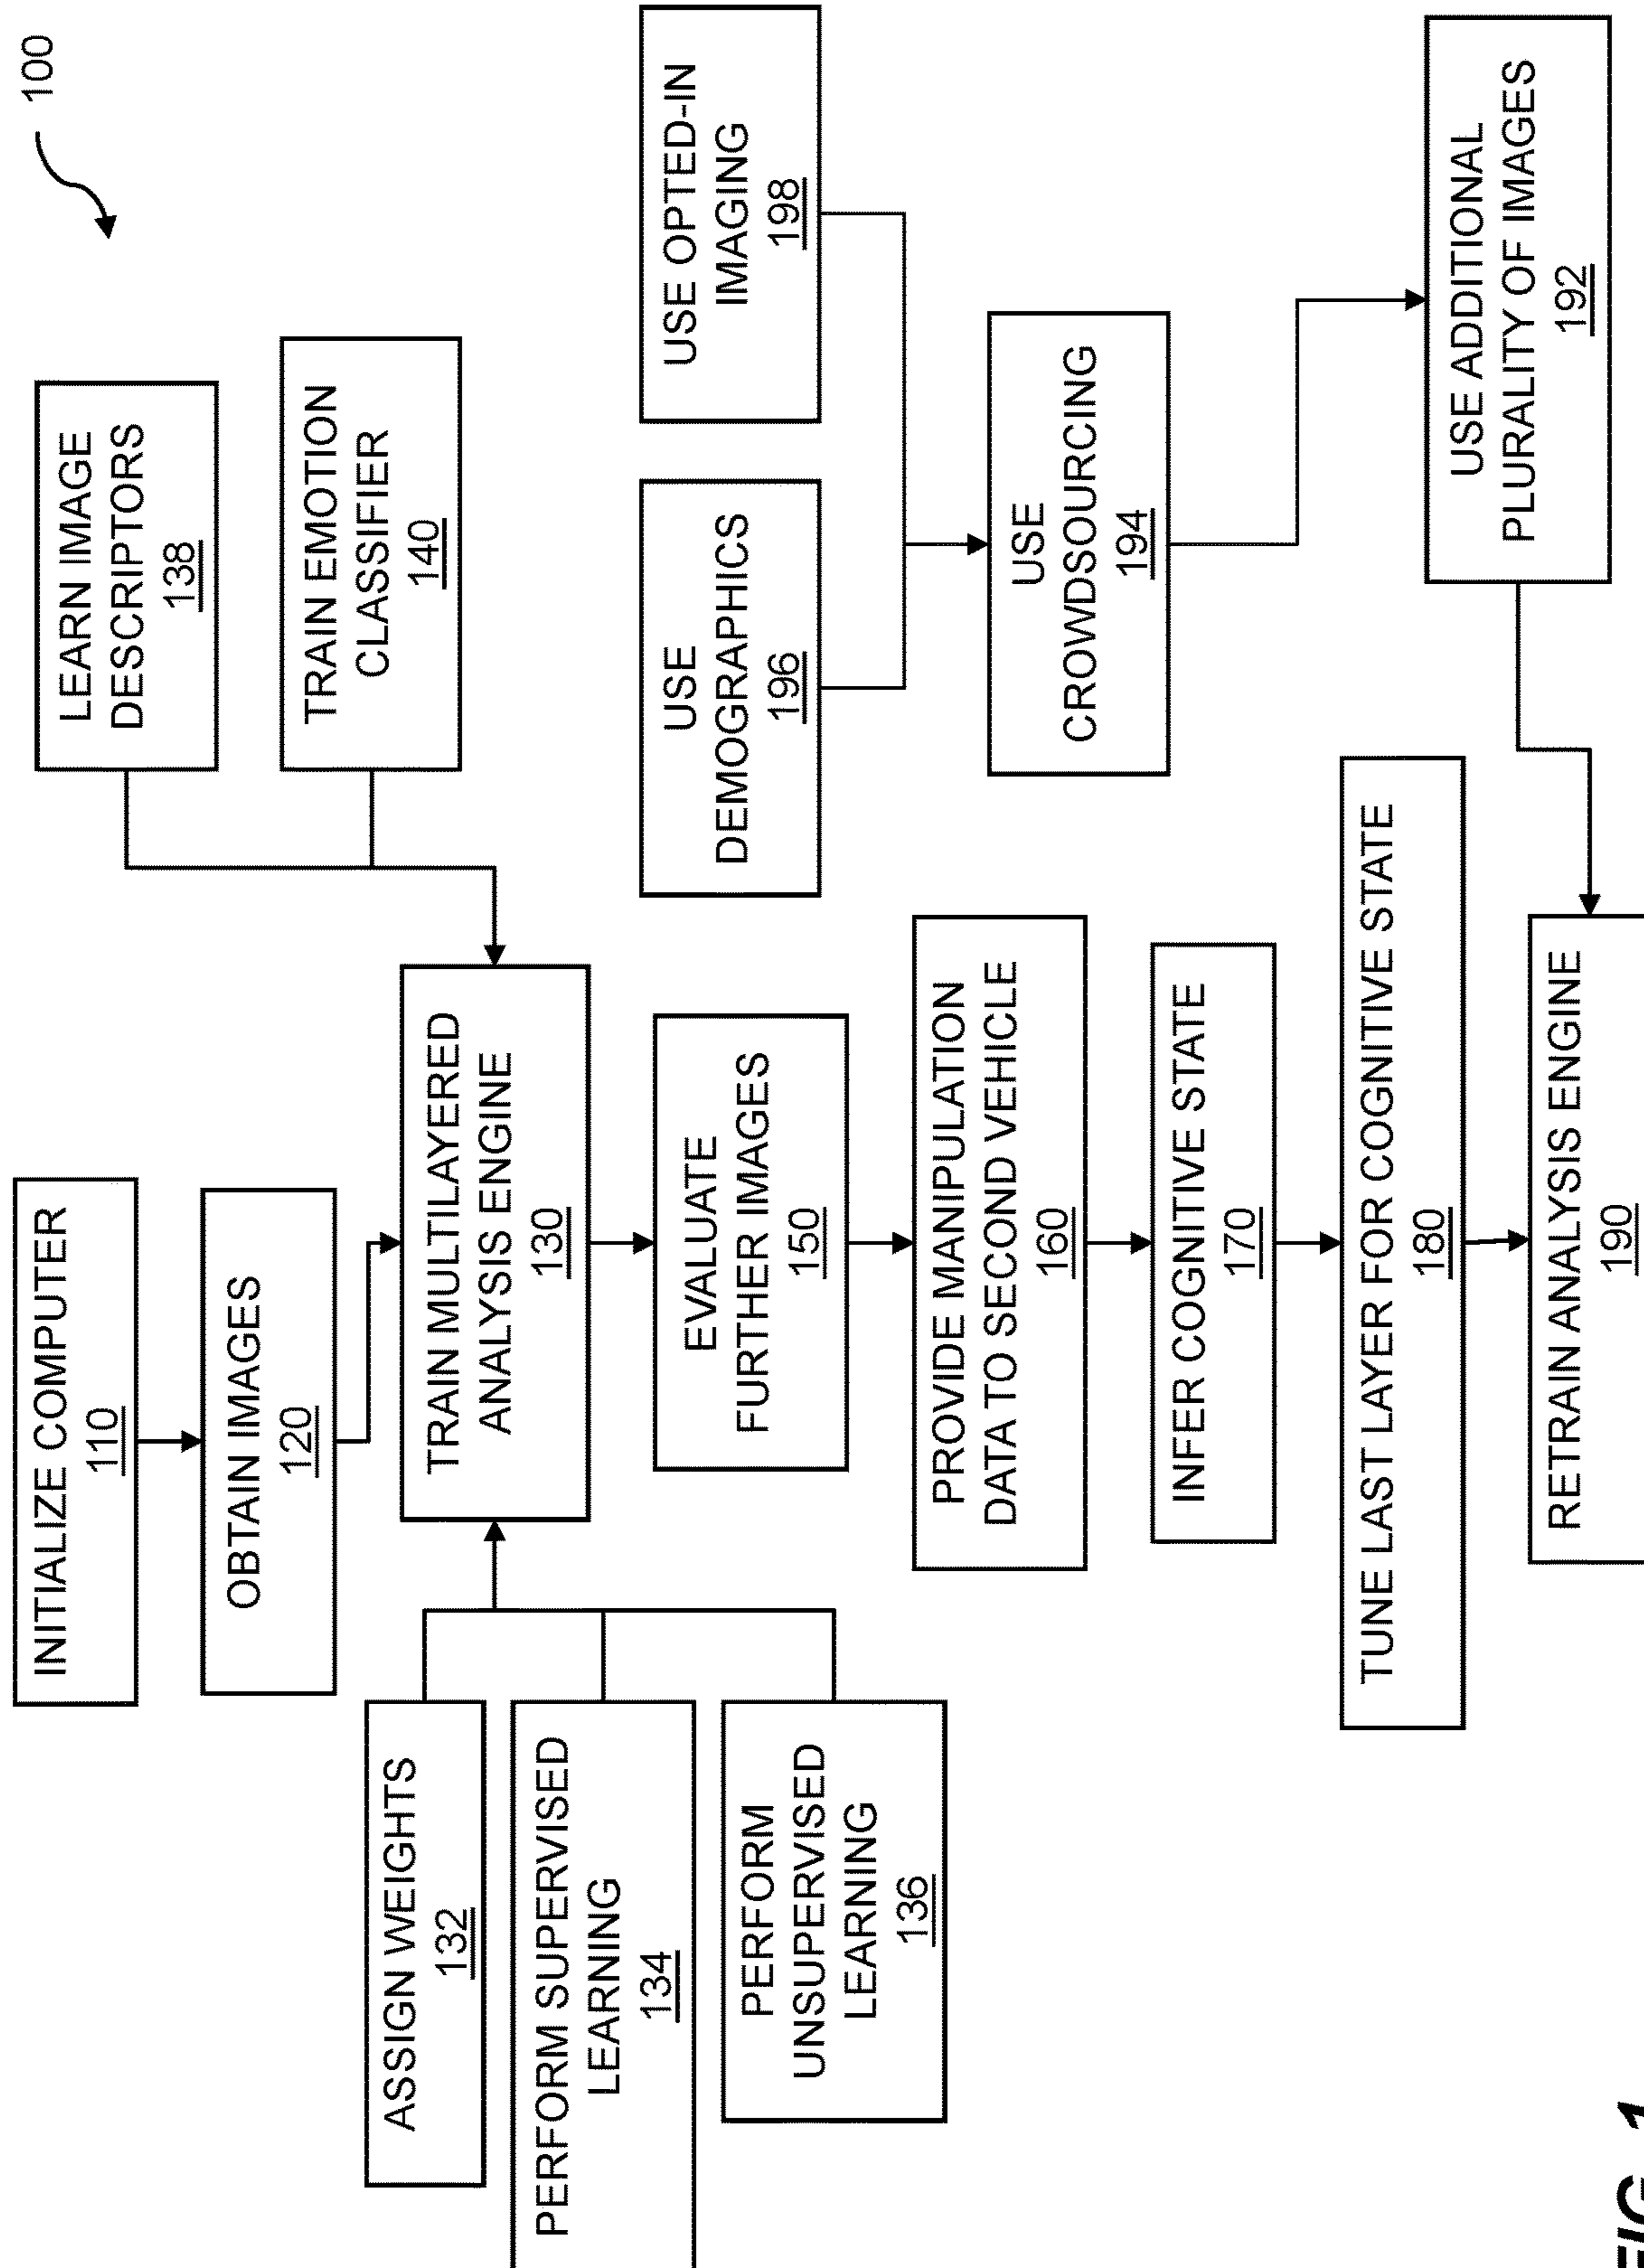 100
INITIALIZE COMPUTER
110
OBTAIN IMAGES
120
LEARN IMAGE
DESCRIPTORS
138
TRAIN EMOTION
CLASSIFIER
140
ASSIGN WEIGHTS
132
PERFORM SUPERVISED
LEARNING
134
PERFORM
UNSUPERVISED
LEARNING
136
TRAIN MULTILAYERED
ANALYSIS ENGINE
130
EVALUATE
FURTHER IMAGES
150
PROVIDE MANIPULATION
DATA TO SECOND VEHICLE
160
INFER COGNITIVE STATE
170
TUNE LAST LAYER FOR COGNITIVE STATE
180
RETRAIN ANALYSIS ENGINE
190
USE
DEMOGRAPHICS
196
USE OPTED-IN
IMAGING
198
USE
CROWDSOURCING
194
USE ADDITIONAL
PLURALITY OF IMAGES
192
FIG. 1